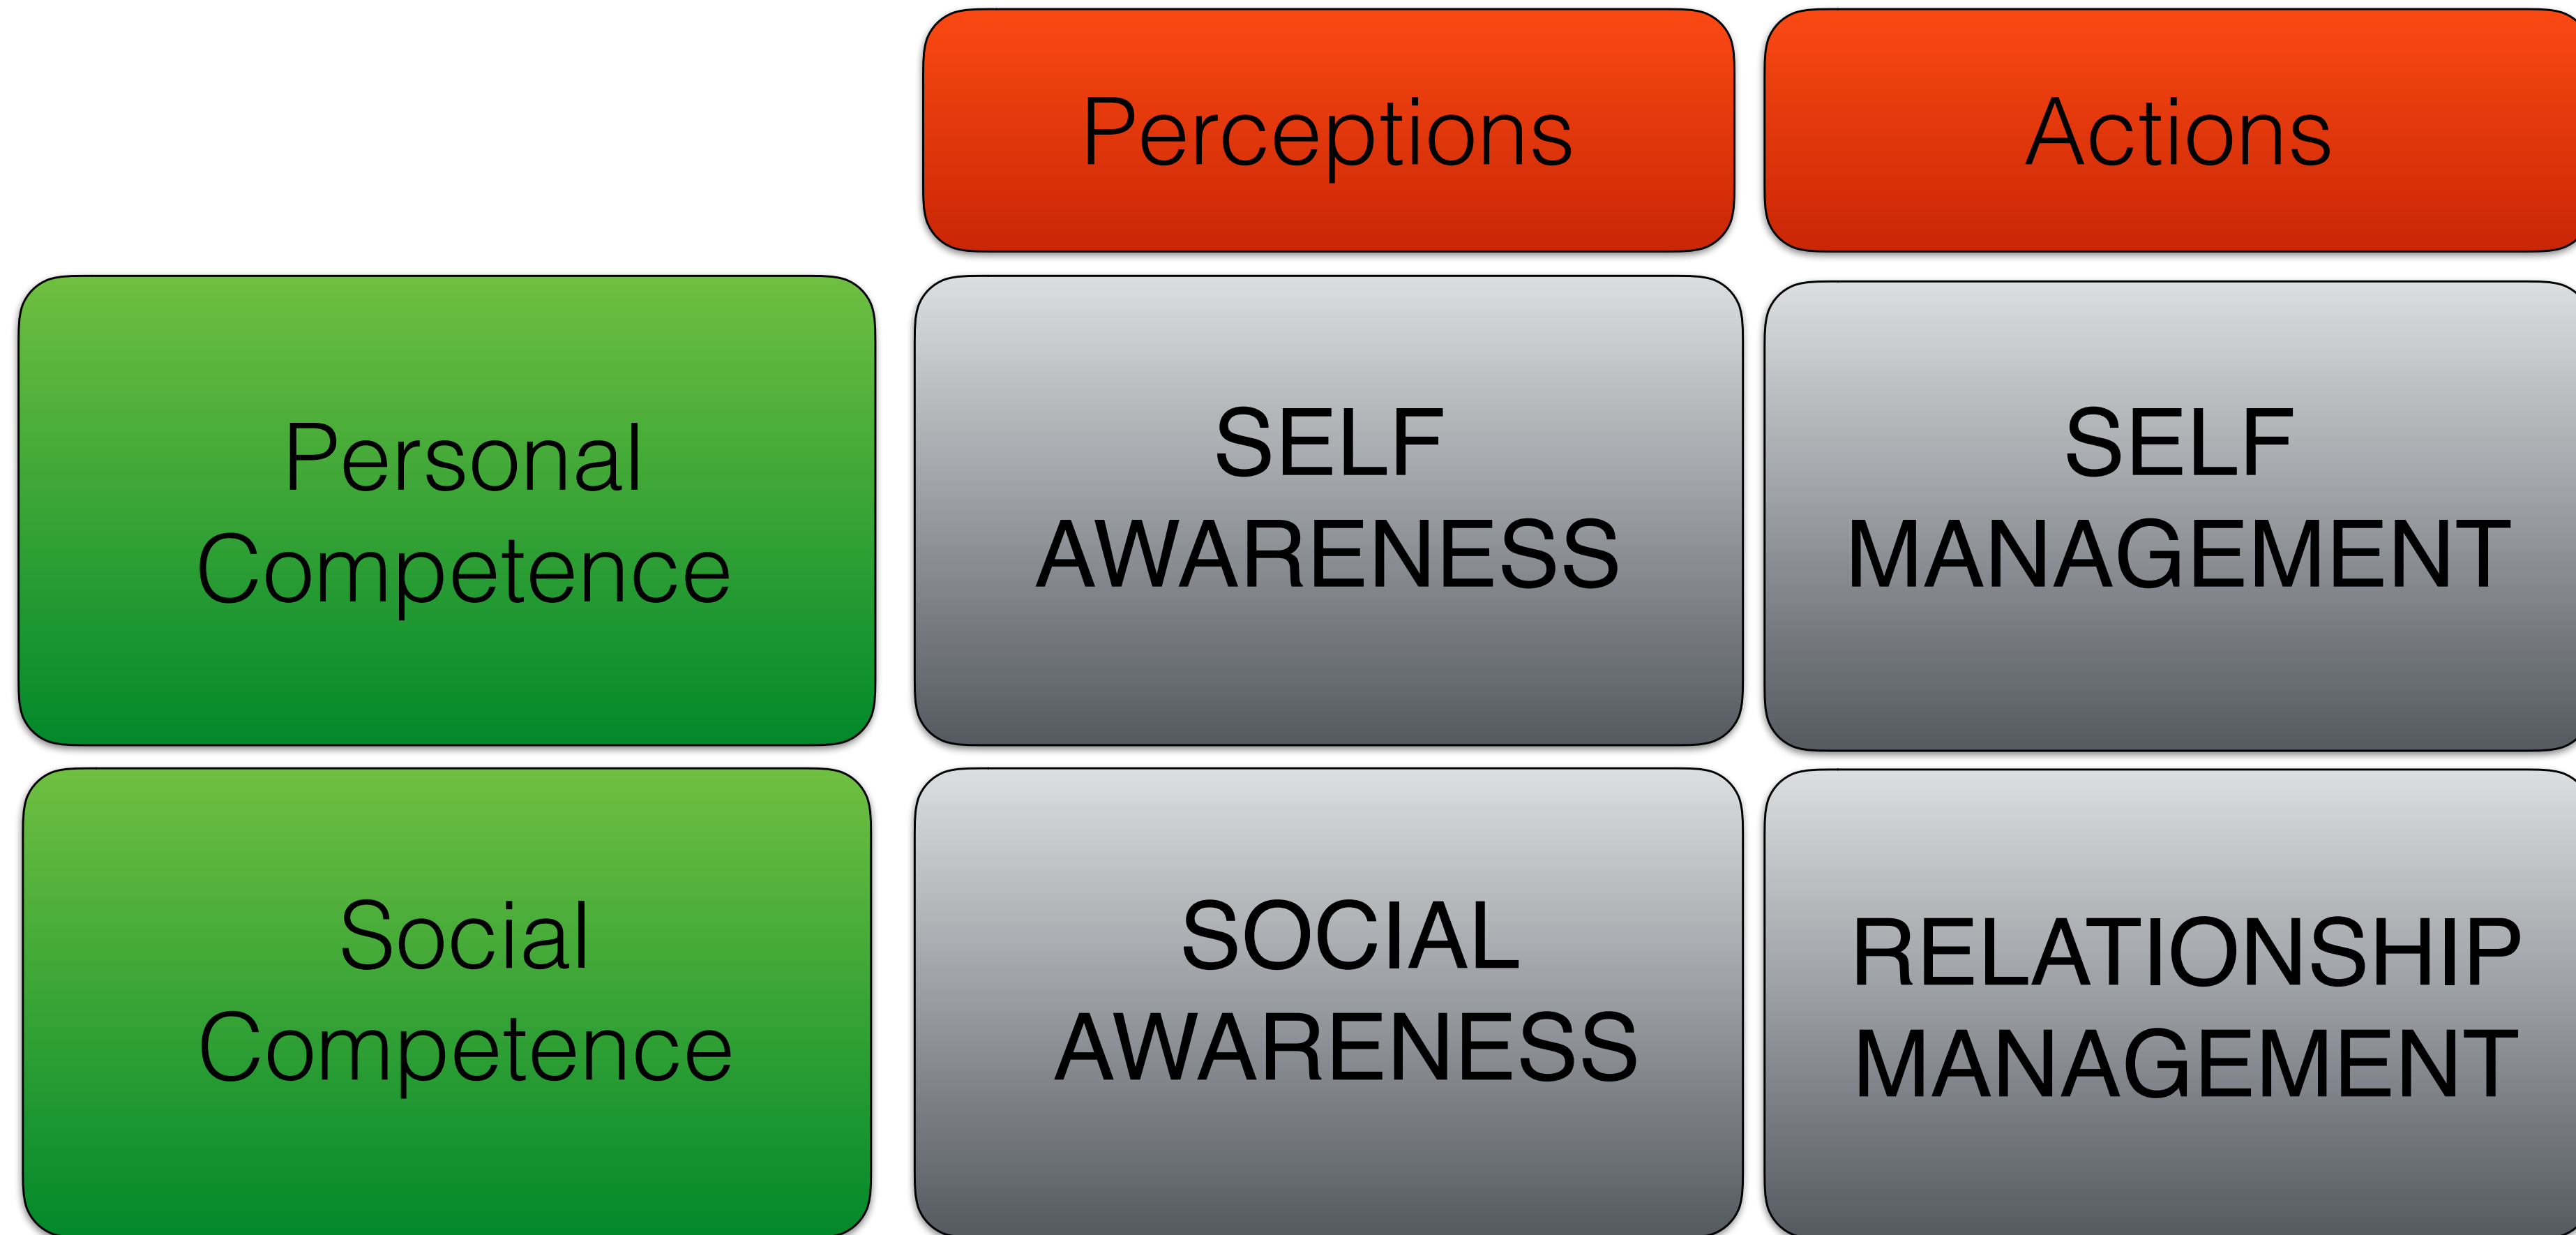 Perceptions
Actions
Personal
Competence
SELF
AWARENESS
SELF
MANAGEMENT
Social
Competence
SOCIAL
AWARENESS
RELATIONSHIP
MANAGEMENT